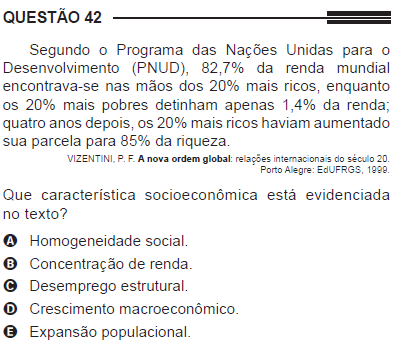 QUESTÃO 42
Segundo o Programa das Nações Unidas para o
Desenvolvimento (PNUD), 82,7% da renda mundial
encontrava-se nas mãos dos 20% mais ricos, enquanto
os 20% mais pobres detinham apenas 1,4% da renda;
quatro anos depois, os 20% mais ricos haviam aumentado
sua parcela para 85% da riqueza.
VIZENTINI, P. F. A nova ordem global: relações internacionais do século 20.
Porto Alegre: EdUFRGS, 1999.
Que característica socioeconômica está evidenciada
no texto?
A Homogeneidade social.
B Concentração de renda.
C Desemprego estrutural.
D Crescimento macroeconômico.
E Expansão populacional.